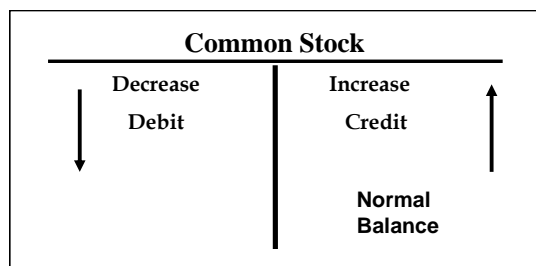 Common Stock
Decrease Increase
Debit Credit
Normal
Balance